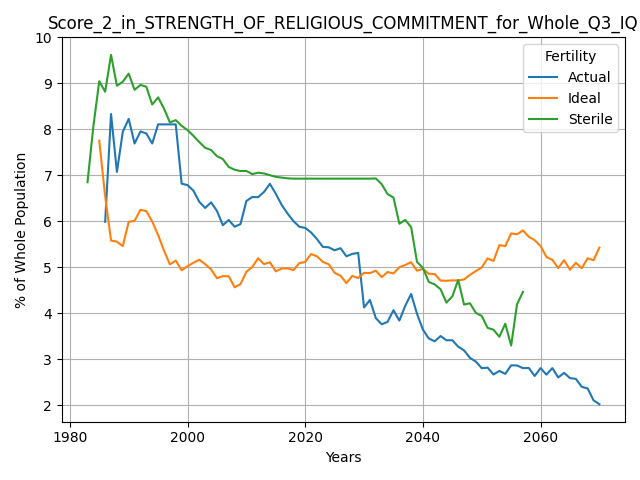 Score_2_in_STRENGTH_OF_RELIGIOUS_COMMITMENT_for_Whole_Q3_IQ
Fertility
Actual
Ideal
Sterile
% of Whole Population
10
9
8
7
6
5
4
3
2
1980
2000
2020
2040
2060
Years